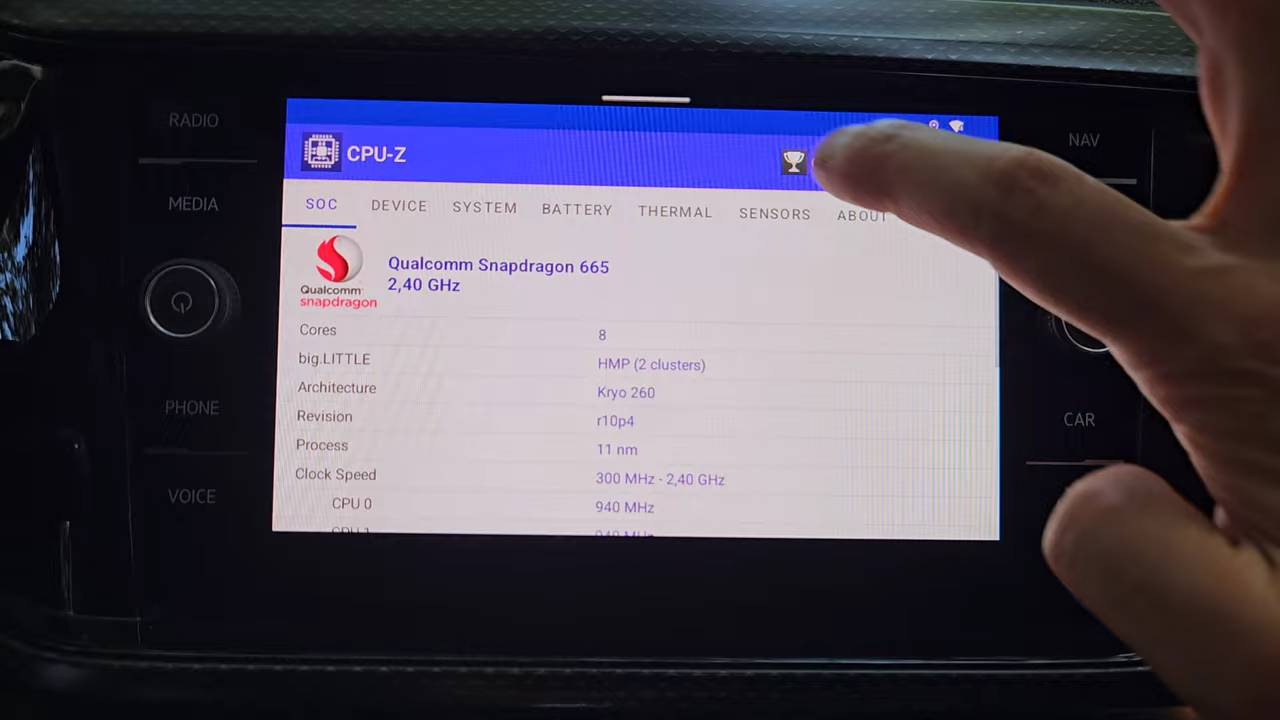 RADIO
MEDIA
PHONE
VOICE
NAV
CAR
CPU-Z
SOC DEVICE SYSTEM BATTERY THERMAL SENSORS ABOUT
Qualcomm
snapdragon
Qualcomm Snapdragon 665
2,40 GHz
Cores 8
big.LITTLE HMP (2 clusters)
Architecture Kryo 260
Revision r10p4
Process 11 nm
Clock Speed 300 MHz - 2,40 GHz
CPU 0 940 MHz
CPU 1